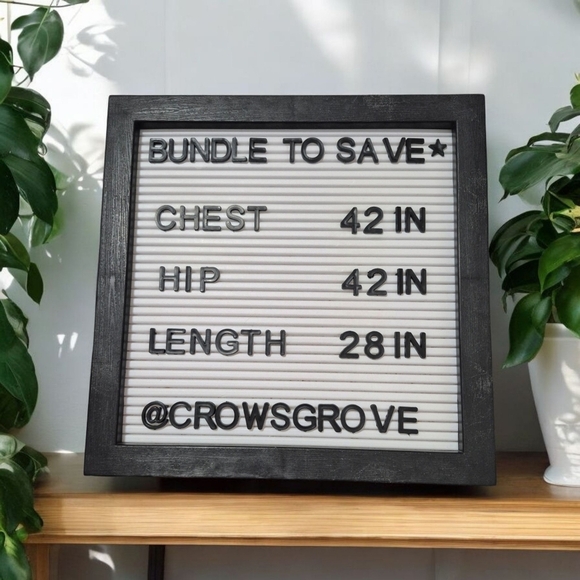 BUNDLE TO SAVE★
CHEST 42 IN
HIP 42 IN
LENGTH 28 IN
@CROWSGROVE